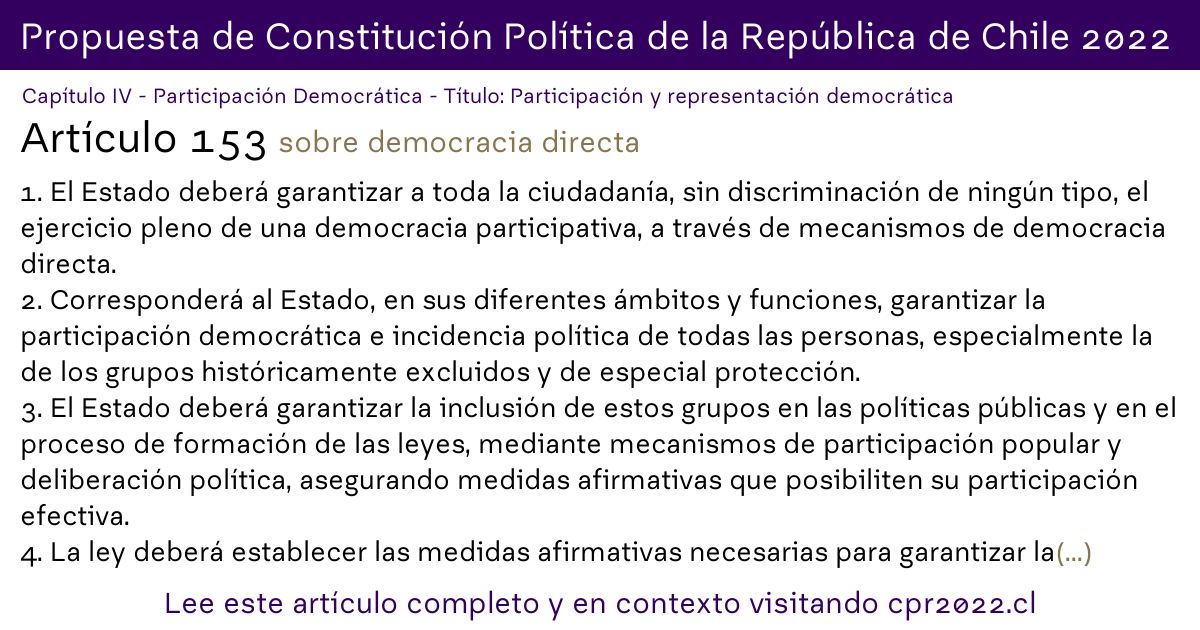 Propuesta de Constitución Política de la República de Chile 2022
Capítulo IV - Participación Democrática - Título: Participación y representación democrática
Artículo 153 sobre democracia directa
1. El Estado deberá garantizar a toda la ciudadanía, sin discriminación de ningún tipo, el
ejercicio pleno de una democracia participativa, a través de mecanismos de democracia
directa.
2. Corresponderá al Estado, en sus diferentes ámbitos y funciones, garantizar la
participación democrática e incidencia política de todas las personas, especialmente la
de los grupos históricamente excluidos y de especial protección.
3. El Estado deberá garantizar la inclusión de estos grupos en las políticas públicas y en el
proceso de formación de las leyes, mediante mecanismos de participación popular y
deliberación política, asegurando medidas afirmativas que posibiliten su participación
efectiva.
4. La ley deberá establecer las medidas afirmativas necesarias para garantizar la(...)
Lee este artículo completo y en contexto visitando cpr2022.cl